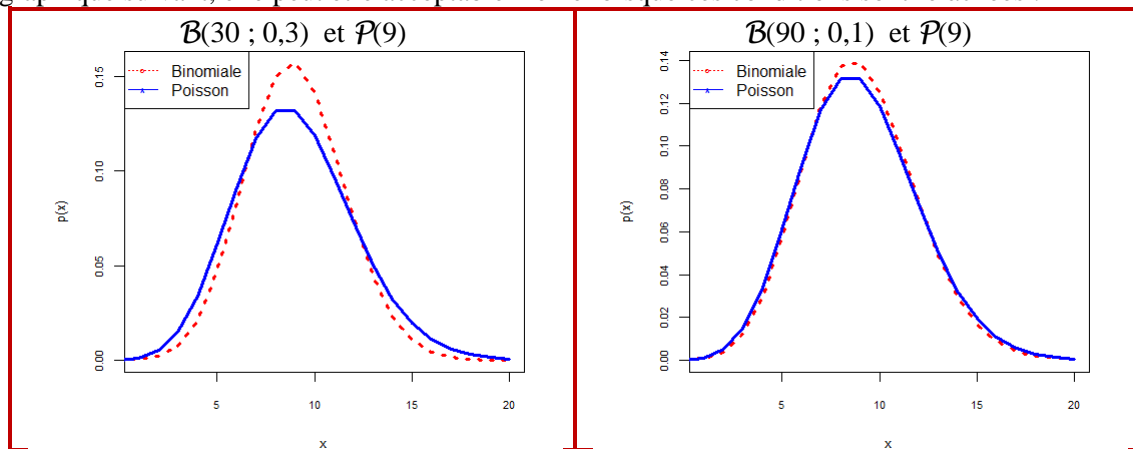 𝓑(30 ; 0,3) et 𝓟(9)
Binomiale
Poisson
0.15
0.10
0.05
0.00
p(x)
5 10 15 20
x
𝓑(90 ; 0,1) et 𝓟(9)
Binomiale
Poisson
0.14
0.12
0.10
0.08
0.06
0.04
0.02
0.00
p(x)
5 10 15 20
x